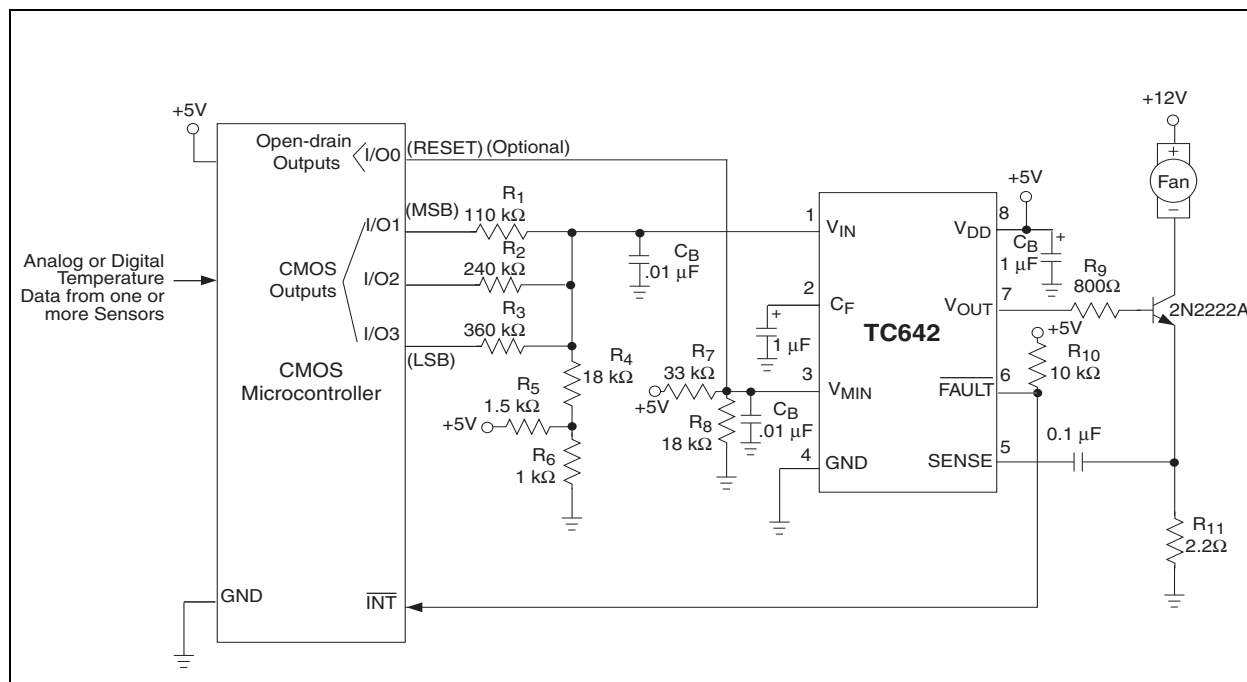 +5V
Open-drain
Outputs
I/O0
(RESET) (Optional)
(MSB)
I/O1
R1
110 kΩ
CMOS
Outputs
I/O2
R2
240 kΩ
I/O3
R3
360 kΩ
(LSB)
Analog or Digital
Temperature
Data from one or
more Sensors
CMOS
Microcontroller
GND
INT
R4
18 kΩ
R5
1.5 kΩ
+5V
R6
1 kΩ
CB
.01 µF
1 µF
R7
33 kΩ
+5V
R8
18 kΩ
CB
.01 µF
1
VIN
2
CF
3
VMIN
4
GND
TC642
8
VDD
7
VOUT
6
FAULT
5
SENSE
+5V
CB
1 µF
R9
800Ω
+5V
R10
10 kΩ
0.1 µF
+12V
+
Fan
–
2N2222A
R11
2.2Ω